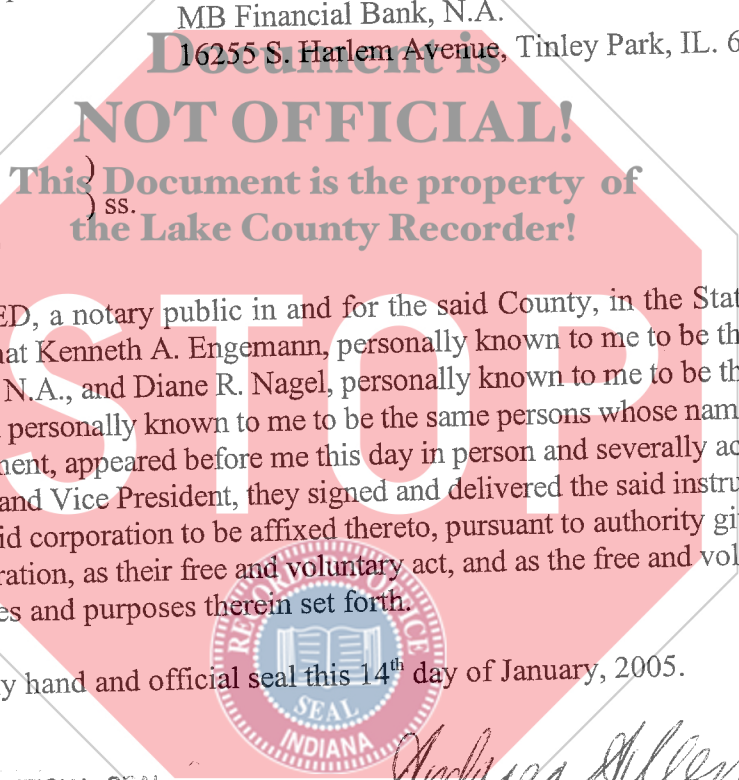 MB Financial Bank, N.A.
Document is
16255 S. Harlem Avenue, Tinley Park, IL. 6
NOT OFFICIAL!
)
This Document is the property of
) ss.
the Lake County Recorder!
STOP
ED, a notary public in and for the said County, in the Stat
hat Kenneth A. Engemann, personally known to me to be th
N.A., and Diane R. Nagel, personally known to me to be th
personally known to me to be the same persons whose nam
ment, appeared before me this day in person and severally ac
and Vice President, they signed and delivered the said instru
id corporation to be affixed thereto, pursuant to authority gi
ration, as their free and voluntary act, and as the free and vol
es and purposes therein set forth.
y hand and official seal this 14th day of January, 2005.
SEAL
INDIANA